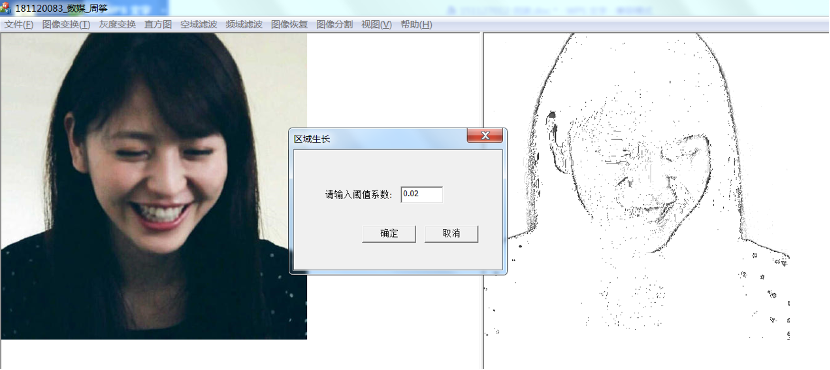 181120083_数媒_周筝
文件(F) 图像变换(T) 灰度变换 直方图 空域滤波 频域滤波 图像恢复 图像分割 视图(V) 帮助(H)
区域生长
请输入阈值系数: 0.02
确定 取消